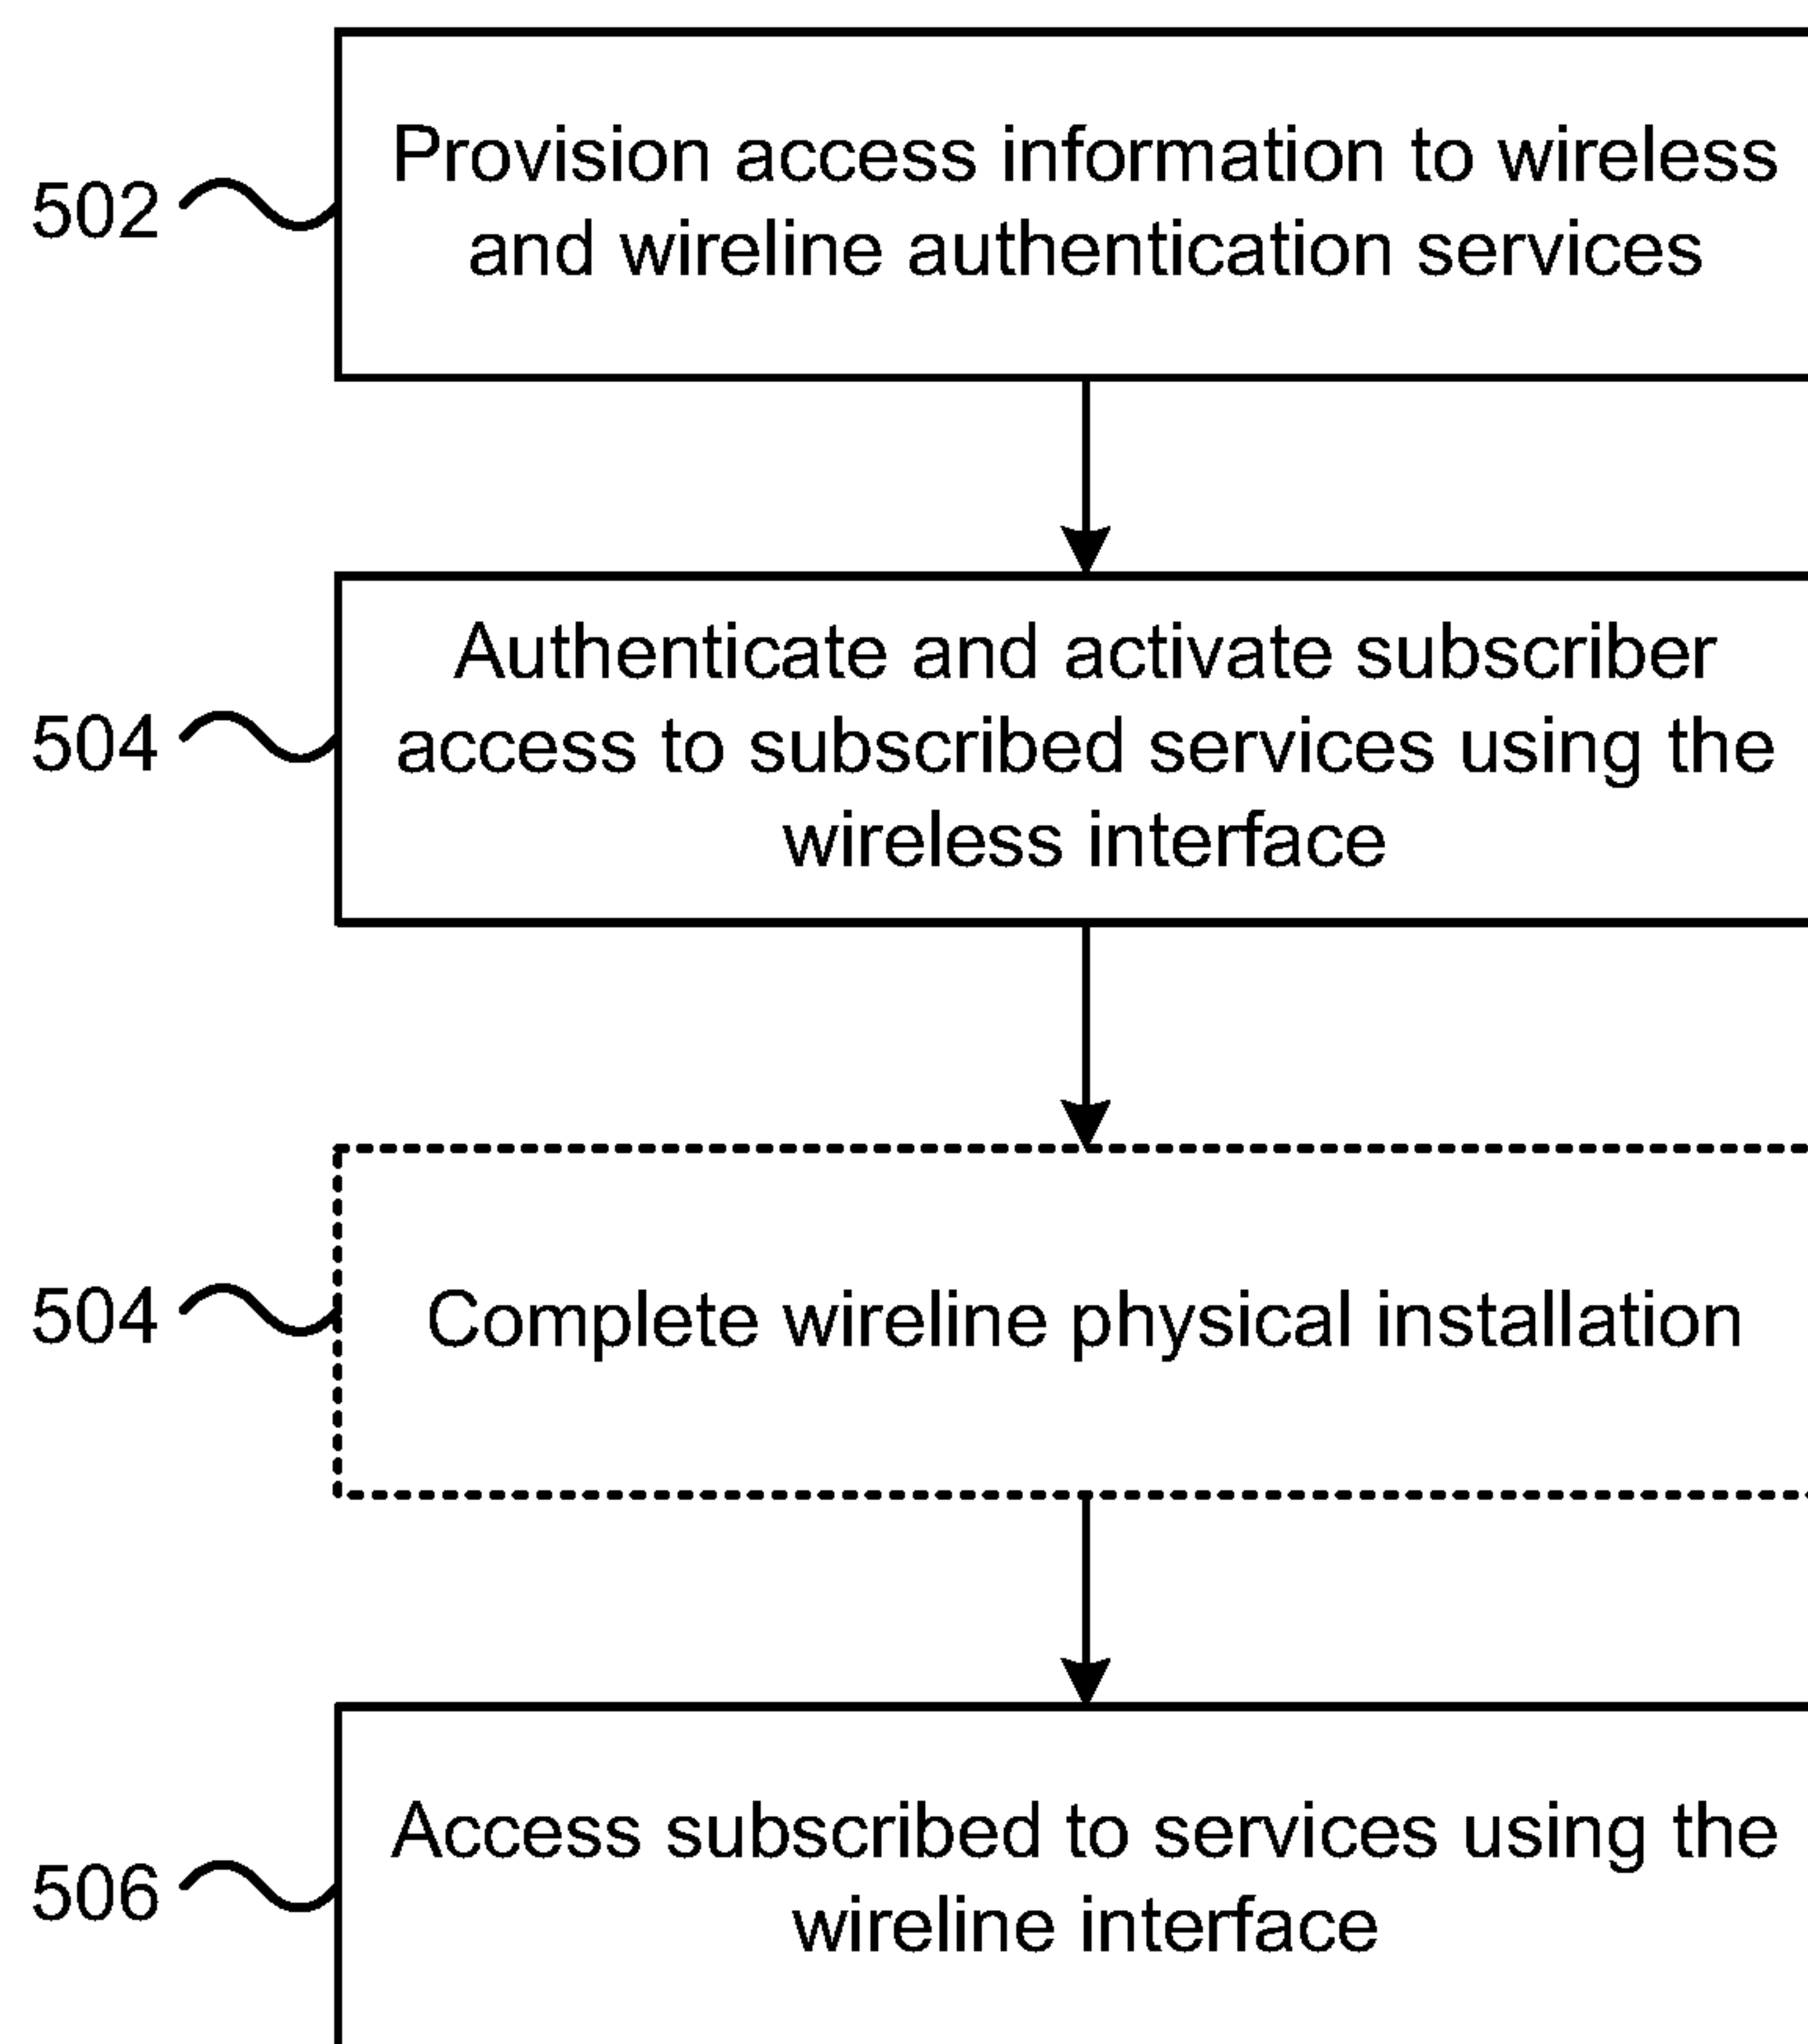 Provision access information to wireless
502
and wireline authentication services
Authenticate and activate subscriber
504
access to subscribed services using the
wireless interface
504
Complete wireline physical installation
Access subscribed to services using the
506
wireline interface